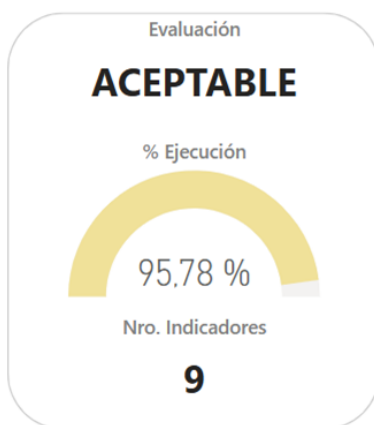 Evaluación
ACEPTABLE
% Ejecución
95,78 %
Nro. Indicadores
9